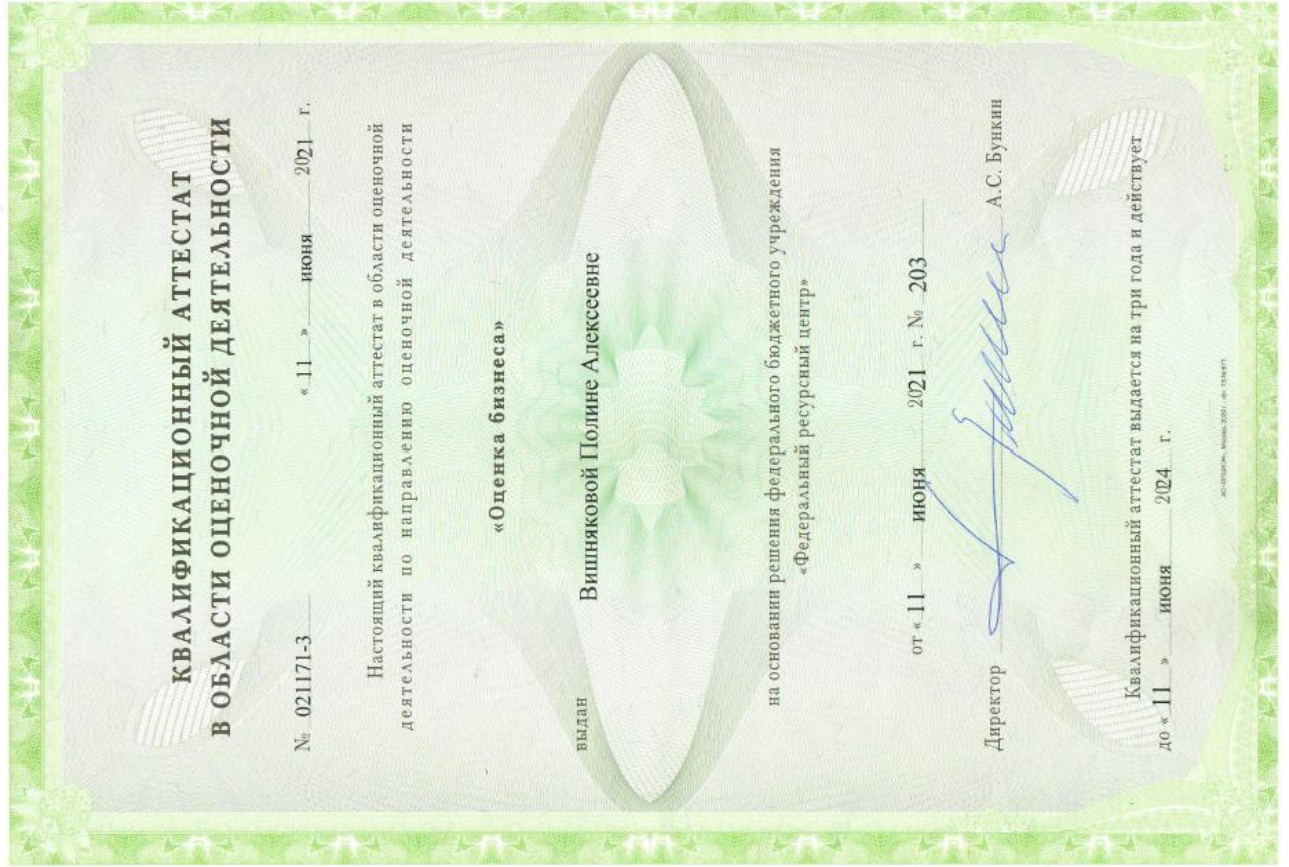 КВАЛИФИКАЦИОННЫЙ АТТЕСТАТ
В ОБЛАСТИ ОЦЕНОЧНОЙ ДЕЯТЕЛЬНОСТИ
№ 021171-3 « 11 » июня 2021 г.
Настоящий квалификационный аттестат в области оценочной
деятельности по направлению оценочной деятельности
«Оценка бизнеса»
выдан Вишняковой Полине Алексеевне
на основании решения федерального бюджетного учреждения
«Федеральный ресурсный центр»
от « 11 » июня 2021 г. № 203
Директор А.С. Бункин
Квалификационный аттестат выдается на три года и действует
до « 11 » июня 2024 г.